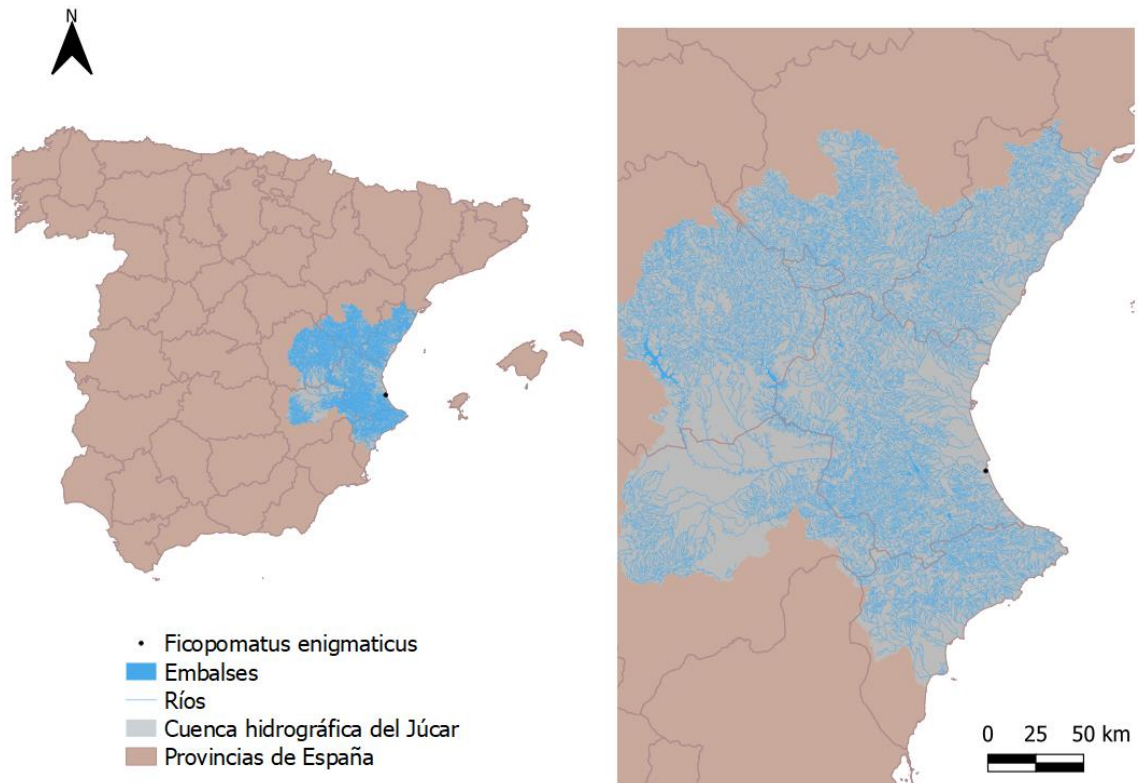 N
Ficopomatus enigmaticus
Embalses
Ríos
Cuenca hidrográfica del Júcar
Provincias de España
0 25 50 km